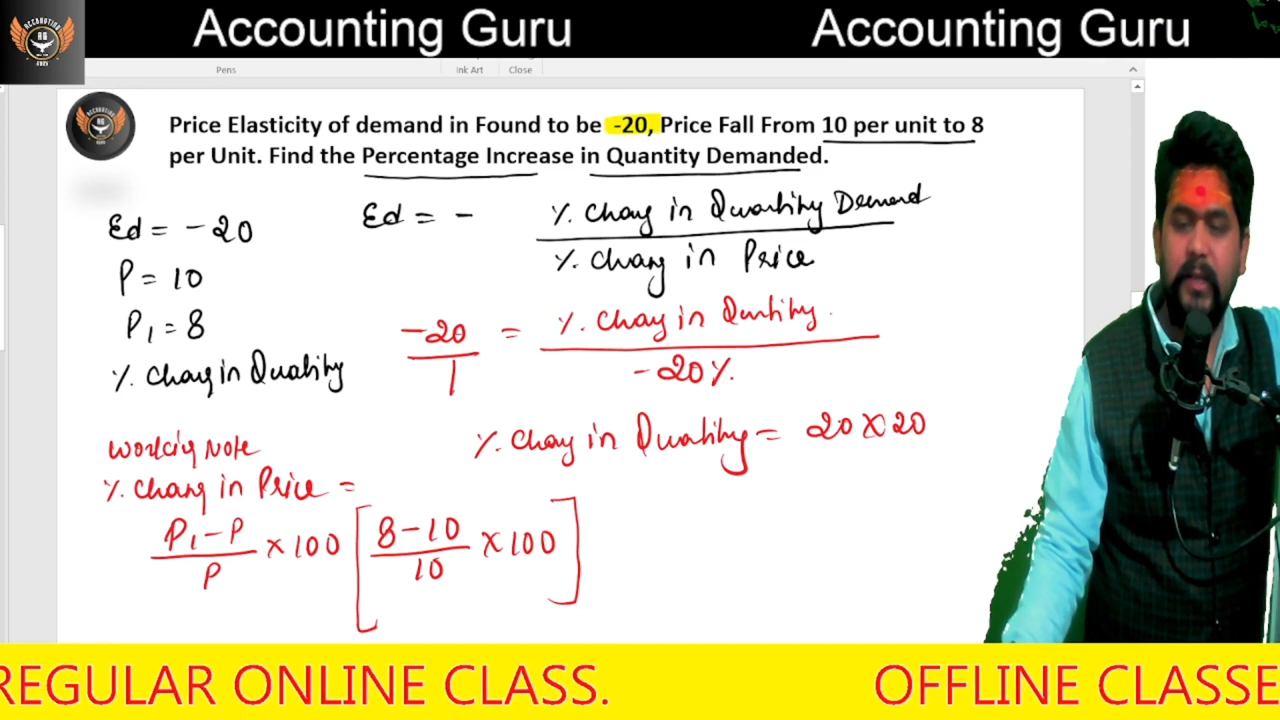 Accounting Guru
Accounting Guru
ACCOUNTING
AG
GURU
Pens
Ink Art
Close
Price Elasticity of demand in Found to be -20, Price Fall From 10 per unit to 8
per Unit. Find the Percentage Increase in Quantity Demanded.
Ed = -20
P = 10
P1 = 8
Ed = -
% Chang in Quantity Demand
% Chang in Price
-20
1
=
% Chang in Quantity.
-20%.
% Chang in Quantity = 20 × 20
Working Note
% Chang in Price =
P1 - P
P
× 100
[
8 - 10
10
× 100
]
REGULAR ONLINE CLASS.
OFFLINE CLASSE